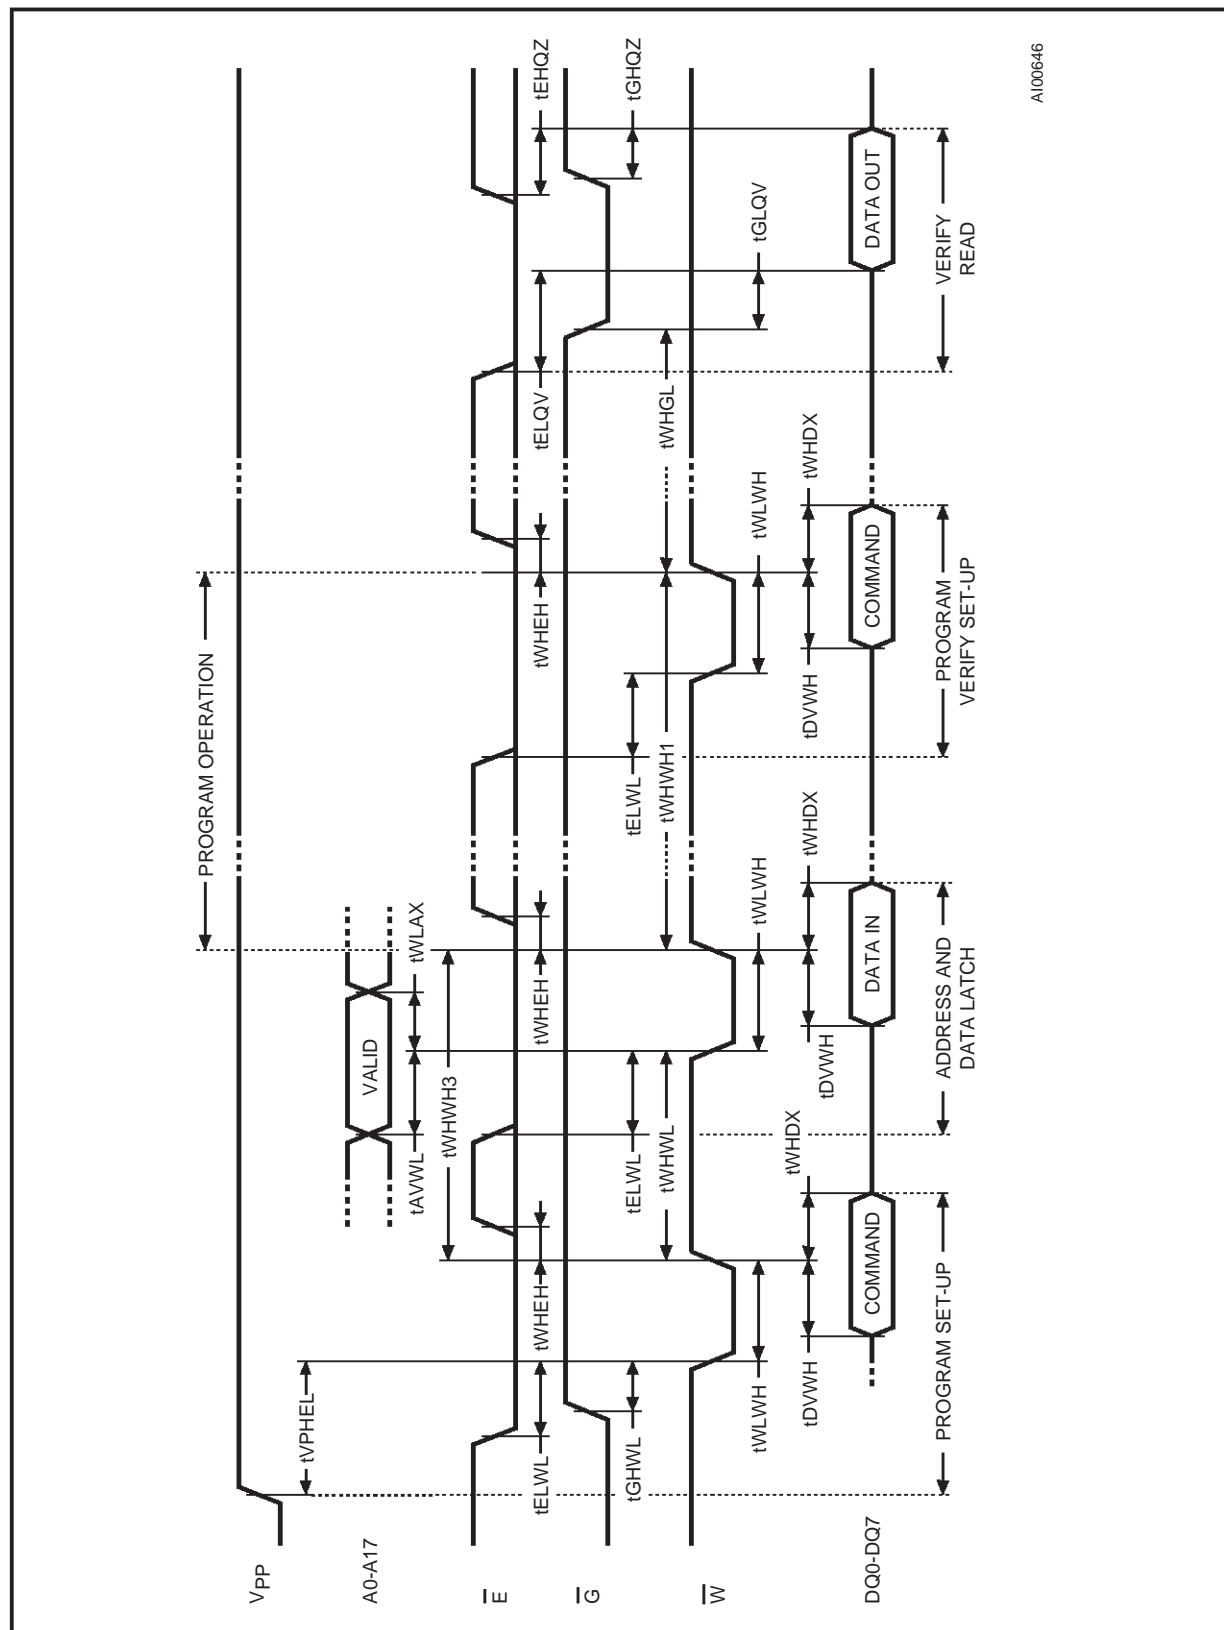 PROGRAM OPERATION
VPP
tVPHEL
A0-A17
VALID
tAVWL
tWLAX
tWHWH3
E̅
tELWL
tWHEH
tWHEH
tWHEH
tELQV
tEHQZ
G̅
tGHWL
tELWL
tELWL
tGHQZ
tWHWL
tWHWH1
tWHGL
W̅
tWLWH
tWLWH
tWLWH
tGLQV
tDVWH
tWHDX
tDVWH
tWHDX
tDVWH
tWHDX
DQ0-DQ7
COMMAND
DATA IN
COMMAND
DATA OUT
PROGRAM SET-UP
ADDRESS AND
DATA LATCH
PROGRAM
VERIFY SET-UP
VERIFY
READ
AI00646